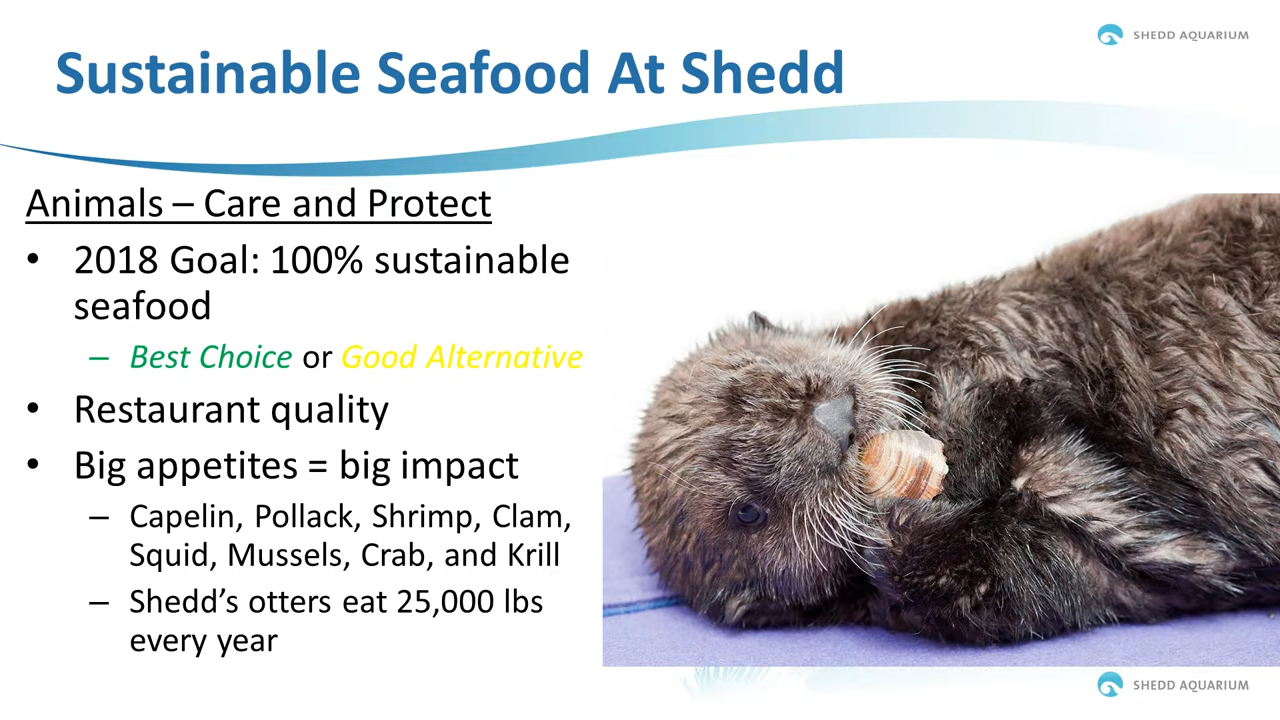 SHEDD AQUARIUM
Sustainable Seafood At Shedd
Animals – Care and Protect
• 2018 Goal: 100% sustainable
seafood
– Best Choice or Good Alternative
• Restaurant quality
• Big appetites = big impact
– Capelin, Pollack, Shrimp, Clam,
Squid, Mussels, Crab, and Krill
– Shedd’s otters eat 25,000 lbs
every year
SHEDD AQUARIUM